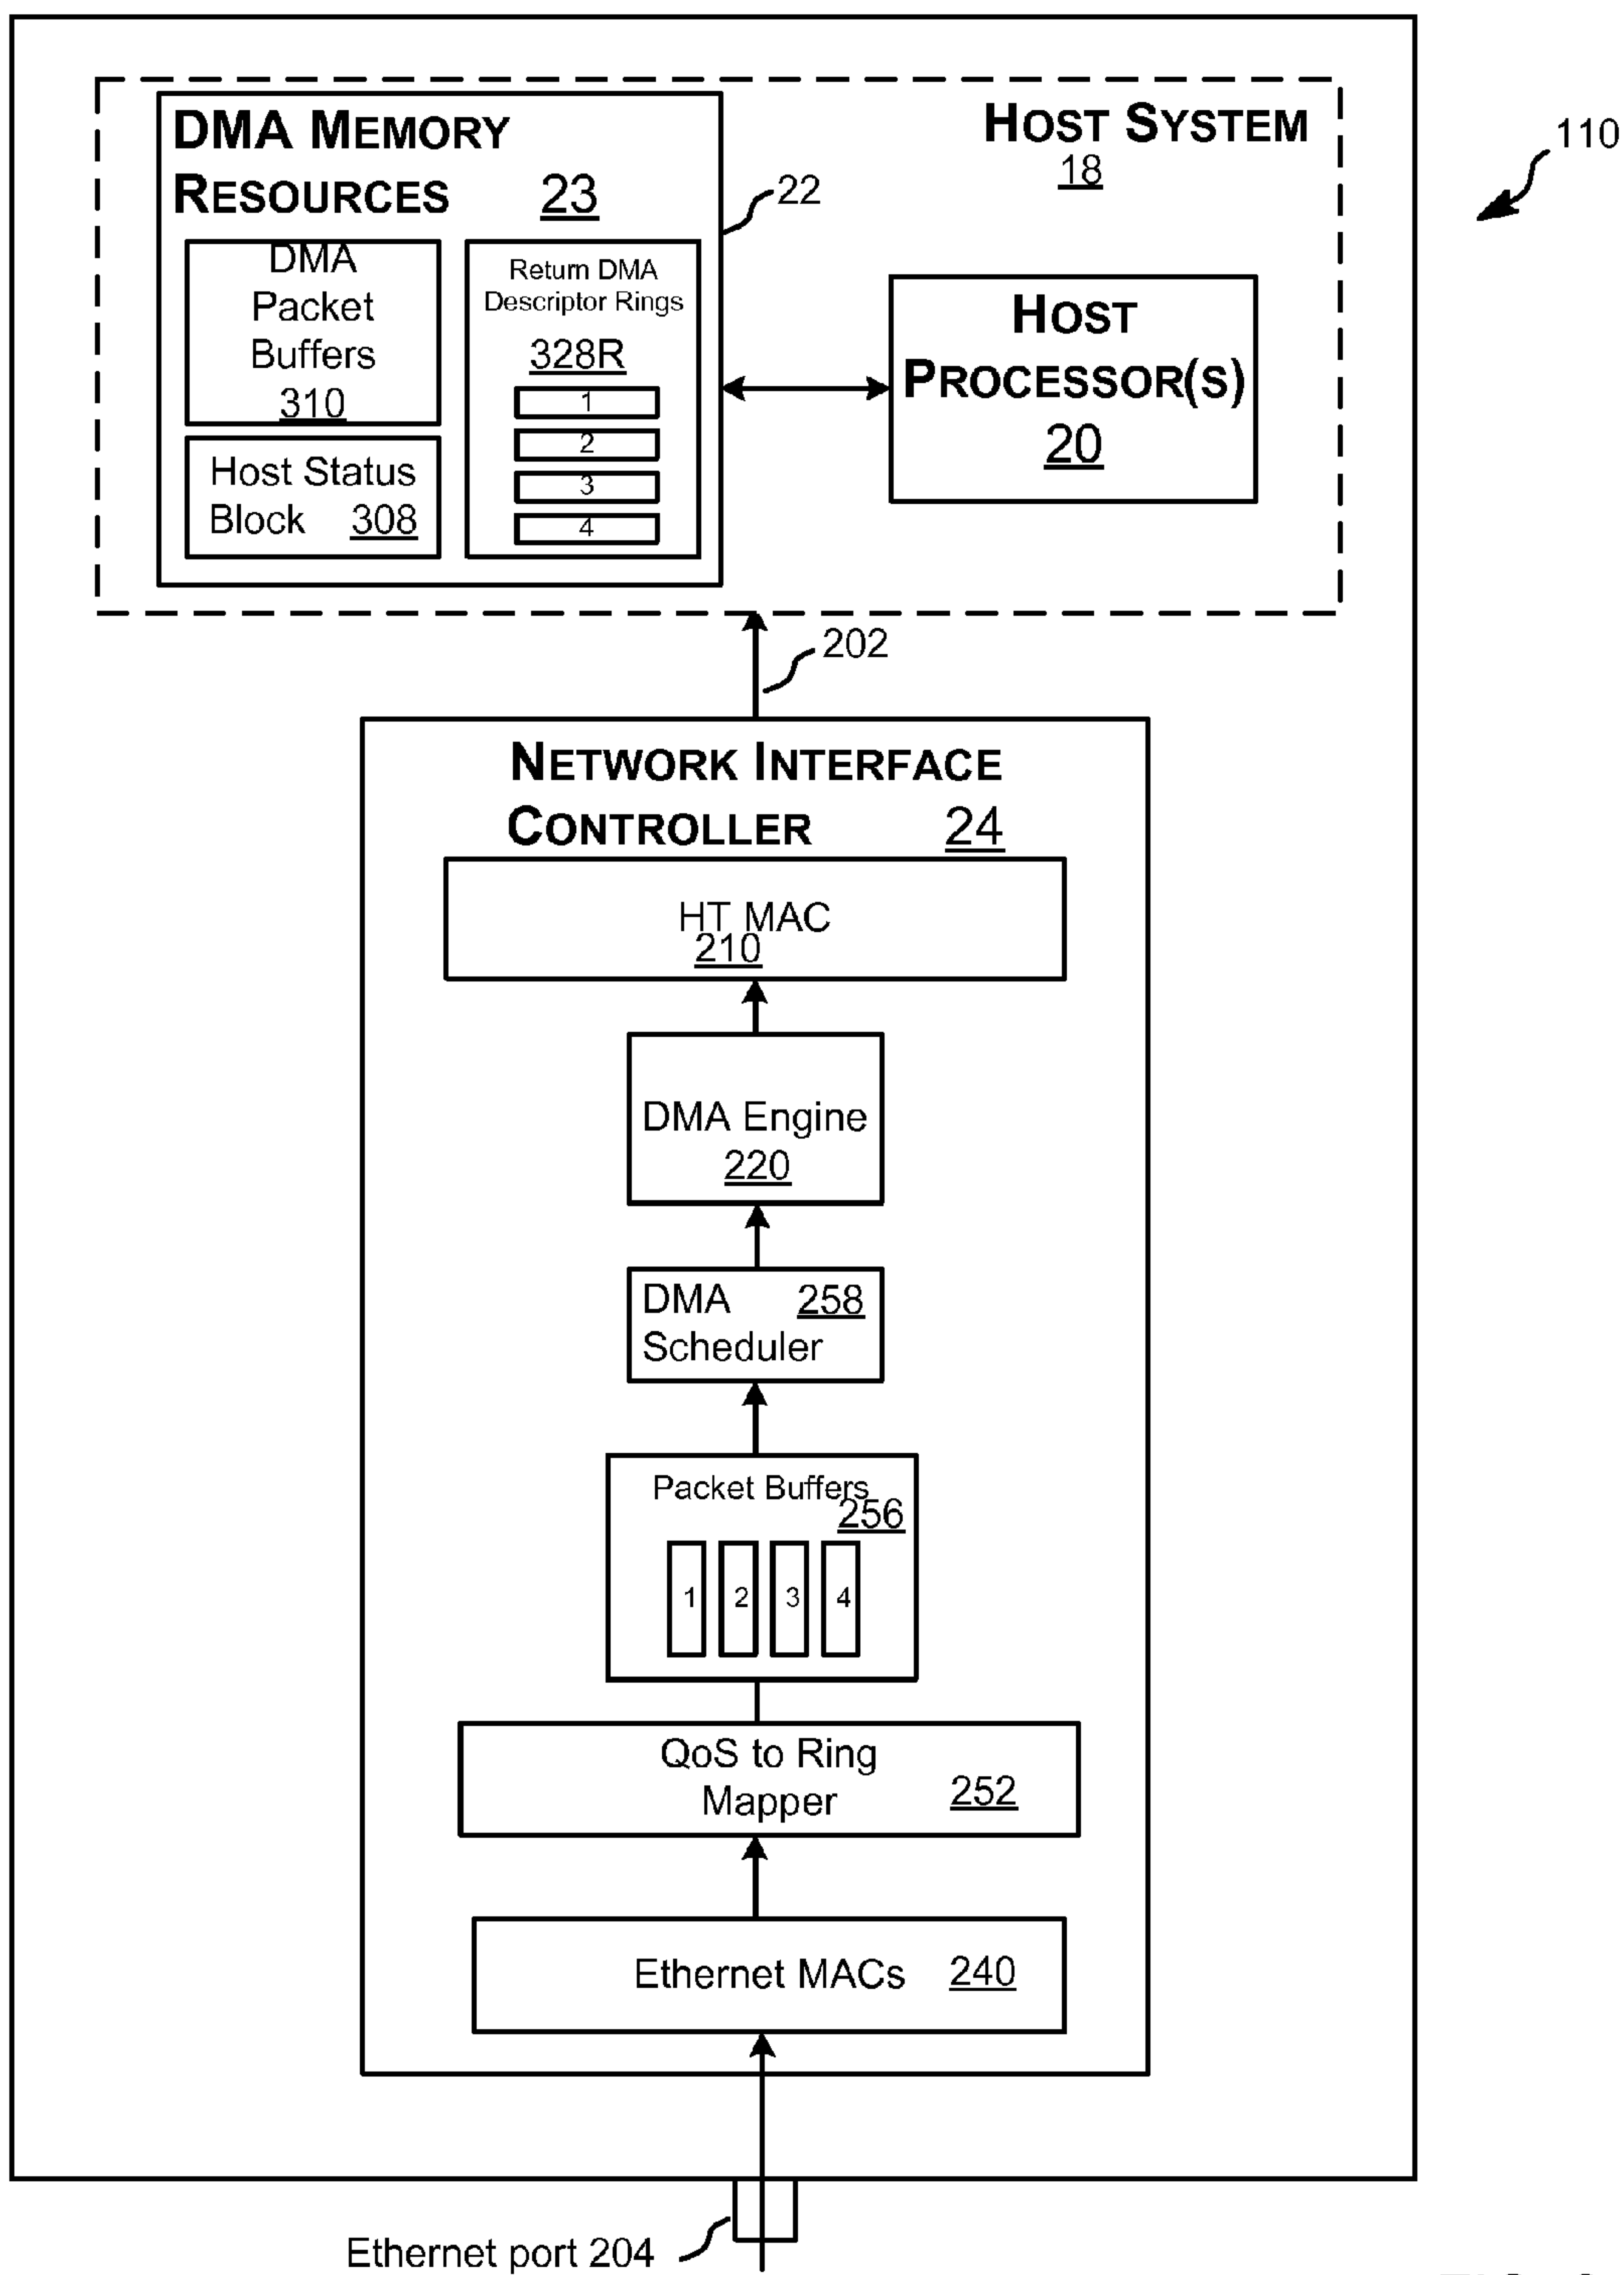 DMA MEMORY
RESOURCES 23
HOST SYSTEM
18
110
22
DMA
Packet
Buffers
310
Host Status
Block 308
Return DMA
Descriptor Rings
328R
1
2
3
4
HOST
PROCESSOR(S)
20
202
NETWORK INTERFACE
CONTROLLER 24
HT MAC
210
DMA Engine
220
DMA 258
Scheduler
Packet Buffers
256
1 2 3 4
QoS to Ring
Mapper 252
Ethernet MACs 240
Ethernet port 204